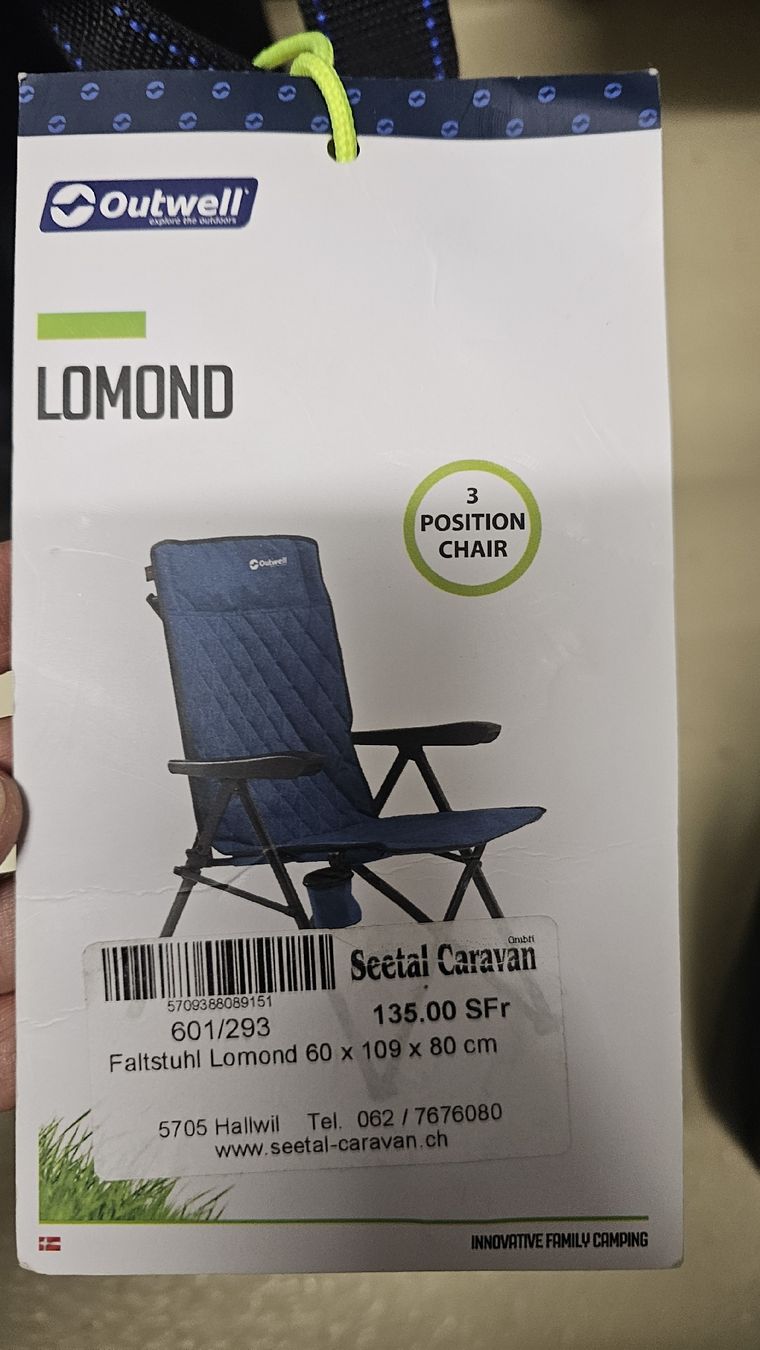 Outwell
explore the outdoors
LOMOND
3
POSITION
CHAIR
Outwell
GmbH
Seetal Caravan
5709388089151
135.00 SFr
601/293
Faltstuhl Lomond 60 x 109 x 80 cm
5705 Hallwil Tel. 062 / 7676080
www.seetal-caravan.ch
INNOVATIVE FAMILY CAMPING